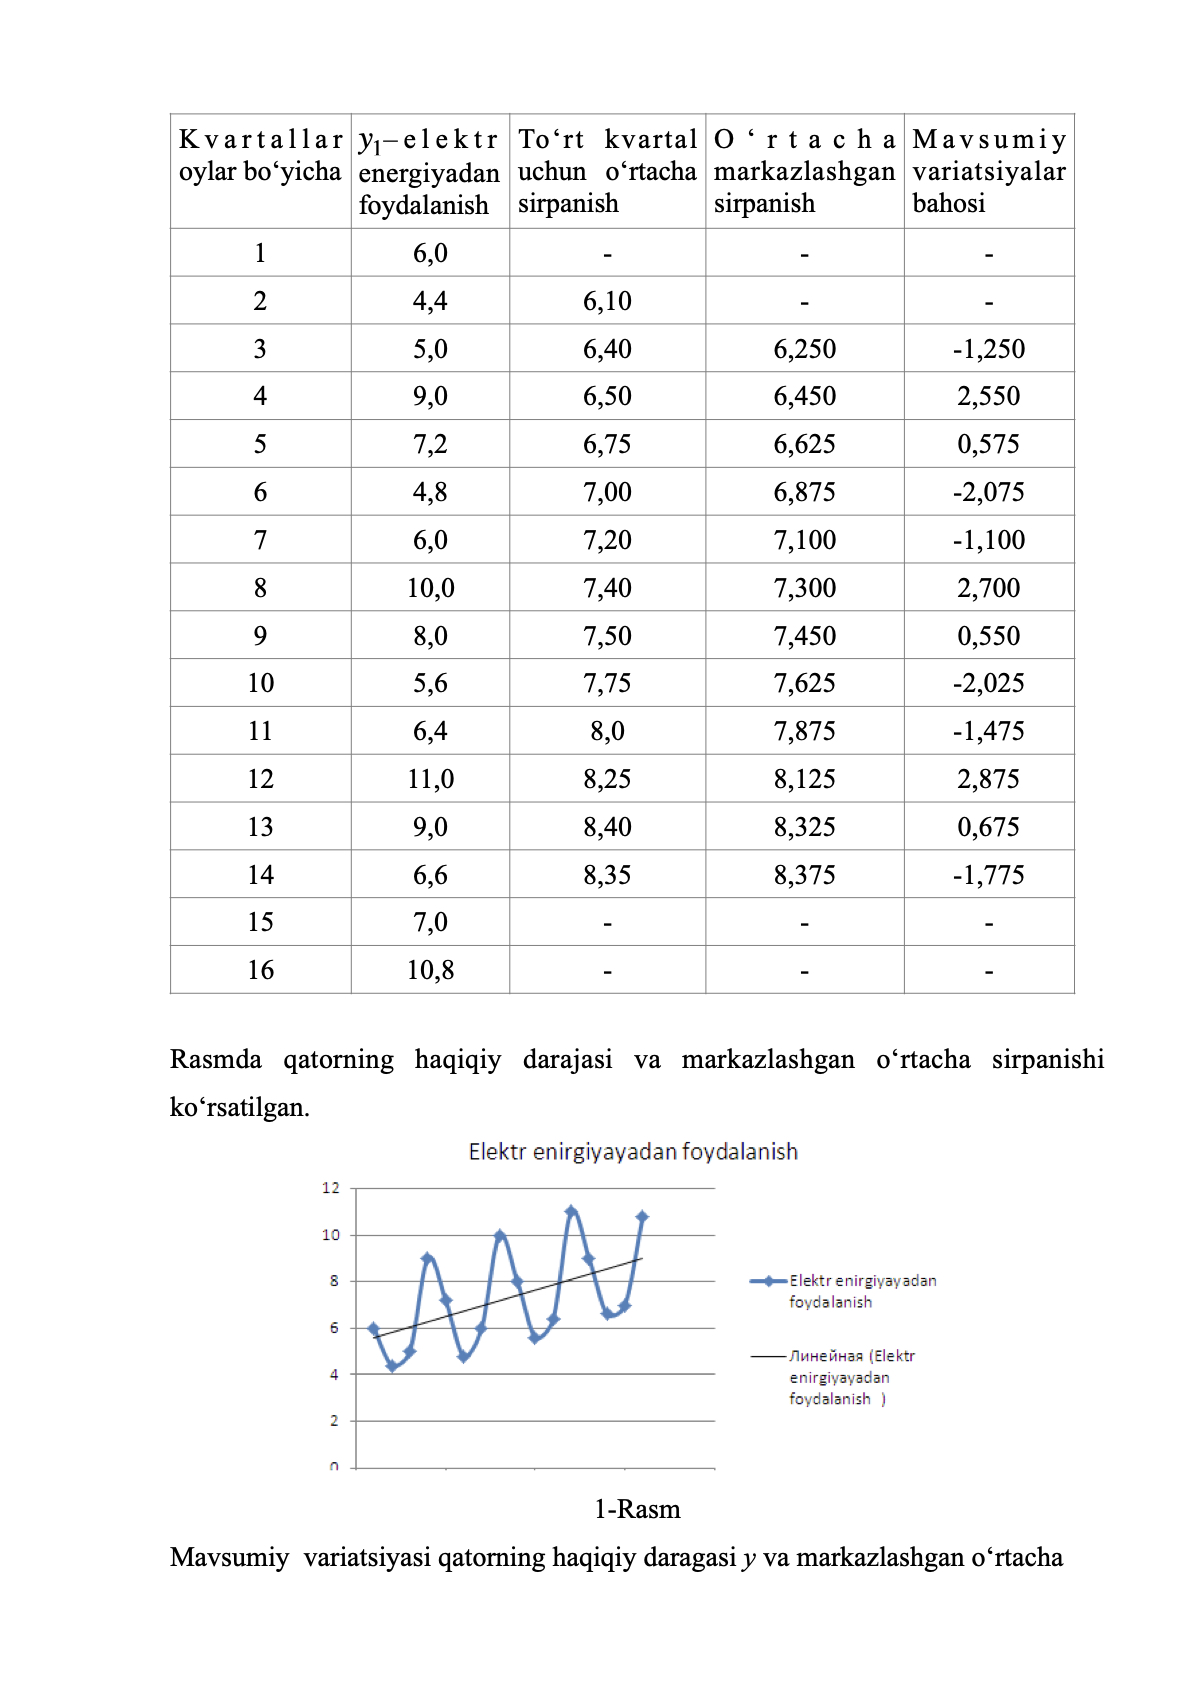 Kvartallar y₁–elektr To‘rt kvartal O‘rtacha Mavsumiy
oylar bo‘yicha energiyadan uchun o‘rtacha markazlashgan variatsiyalar
foydalanish sirpanish sirpanish bahosi
1 6,0 - - -
2 4,4 6,10 - -
3 5,0 6,40 6,250 -1,250
4 9,0 6,50 6,450 2,550
5 7,2 6,75 6,625 0,575
6 4,8 7,00 6,875 -2,075
7 6,0 7,20 7,100 -1,100
8 10,0 7,40 7,300 2,700
9 8,0 7,50 7,450 0,550
10 5,6 7,75 7,625 -2,025
11 6,4 8,0 7,875 -1,475
12 11,0 8,25 8,125 2,875
13 9,0 8,40 8,325 0,675
14 6,6 8,35 8,375 -1,775
15 7,0 - - -
16 10,8 - - -
Rasmda qatorning haqiqiy darajasi va markazlashgan o‘rtacha sirpanishi
ko‘rsatilgan.
Elektr enirgiyayadan foydalanish
12
10
8
6
4
2
0
Elektr enirgiyayadan
foydalanish
Линейная (Elektr
enirgiyayadan
foydalanish )
1-Rasm
Mavsumiy variatsiyasi qatorning haqiqiy daragasi y va markazlashgan o‘rtacha